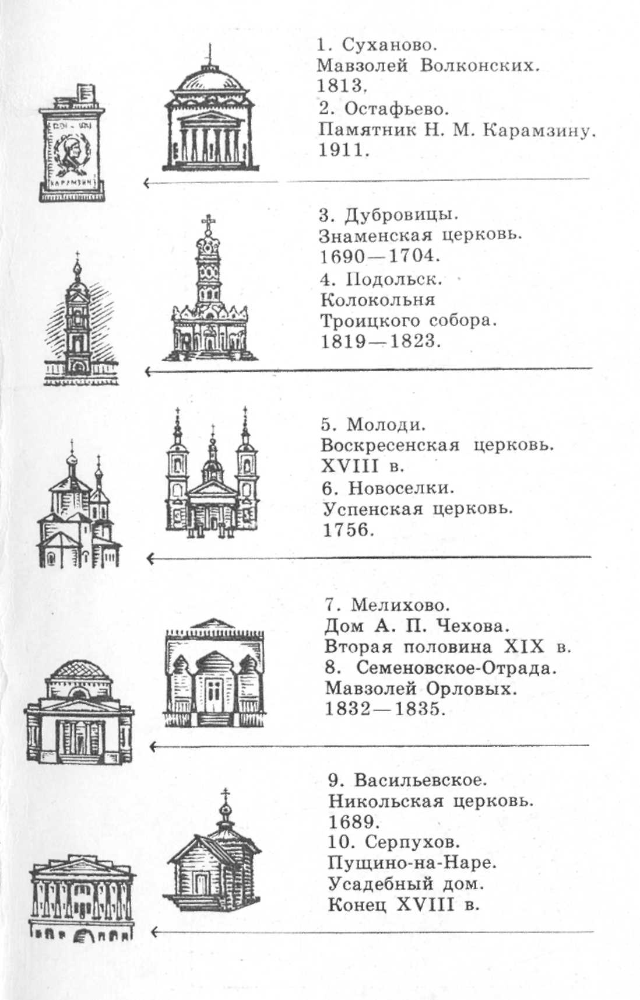 1. Суханово.
Мавзолей Волконских.
1813.
2. Остафьево.
Памятник Н. М. Карамзину.
1911.
КАРАМЗИН
3. Дубровицы.
Знаменская церковь.
1690—1704.
4. Подольск.
Колокольня
Троицкого собора.
1819—1823.
5. Молоди.
Воскресенская церковь.
XVIII в.
6. Новоселки.
Успенская церковь.
1756.
7. Мелихово.
Дом А. П. Чехова.
Вторая половина XIX в.
8. Семеновское-Отрада.
Мавзолей Орловых.
1832—1835.
9. Васильевское.
Никольская церковь.
1689.
10. Серпухов.
Пущино-на-Наре.
Усадебный дом.
Конец XVIII в.